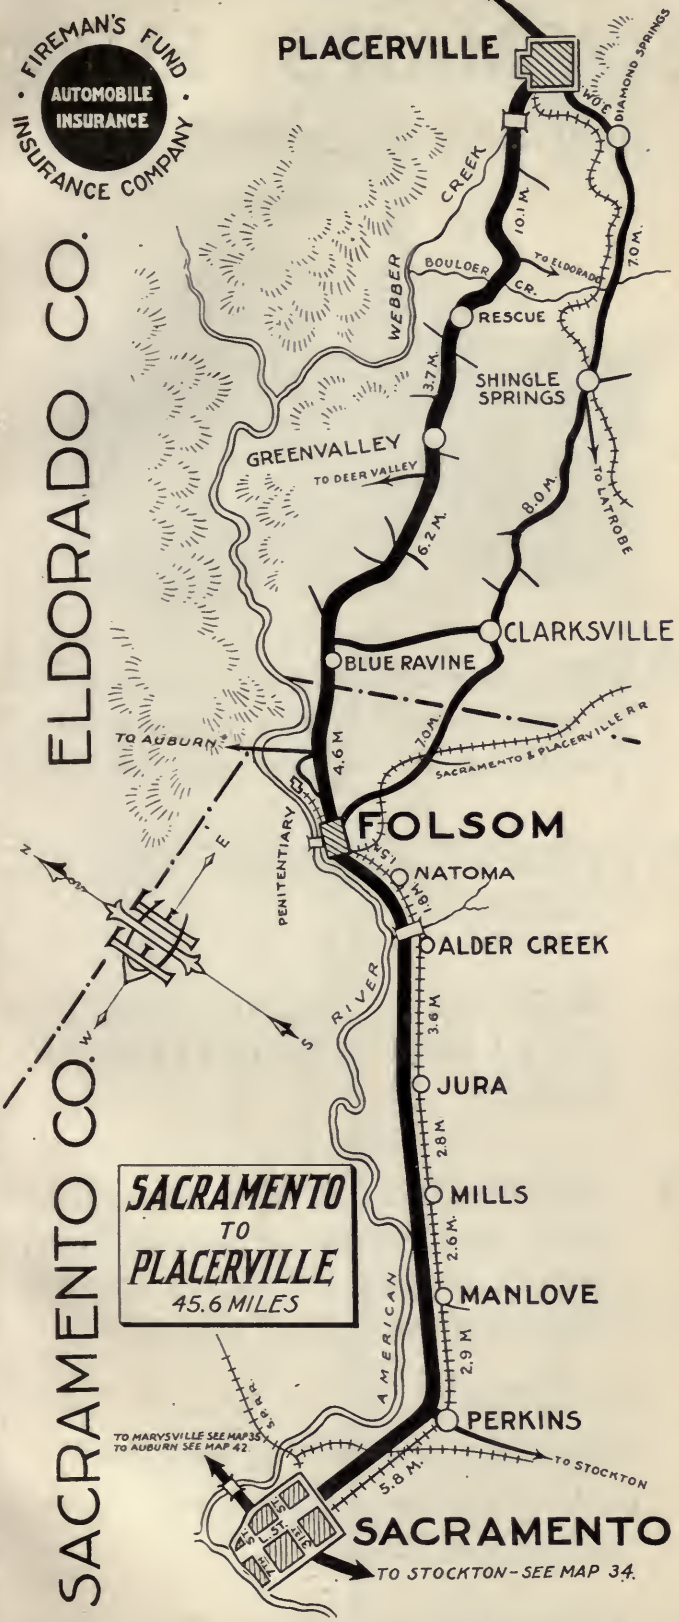 FIREMAN'S FUND
AUTOMOBILE
INSURANCE
INSURANCE COMPANY
PLACERVILLE
DIAMOND SPRINGS
3.0M.
CREEK
WEBBER
10.1 M.
TO ELDORADO
7.0 M.
BOULDER
CR.
RESCUE
3.7 M.
SHINGLE
SPRINGS
GREENVALLEY
TO DEER VALLEY
8.0 M.
TO LATROBE
6.2 M.
ELDORADO CO.
CLARKSVILLE
BLUE RAVINE
TO AUBURN
4.6 M
7.0 M.
SACRAMENTO & PLACERVILLE R R
PENITENTIARY
FOLSOM
1.5M
NATOMA
1.8M
N
E
W
S
ALDER CREEK
RIVER
3.6 M
JURA
2.8 M
SACRAMENTO CO.
MILLS
SACRAMENTO
TO
PLACERVILLE
45.6 MILES
2.6 M.
MANLOVE
AMERICAN
2.9 M
S.P.R.R.
PERKINS
TO MARYSVILLE SEE MAP 35
TO AUBURN SEE MAP 42.
TO STOCKTON
5.8 M.
31ST
7TH
SACRAMENTO
TO STOCKTON-SEE MAP 34.